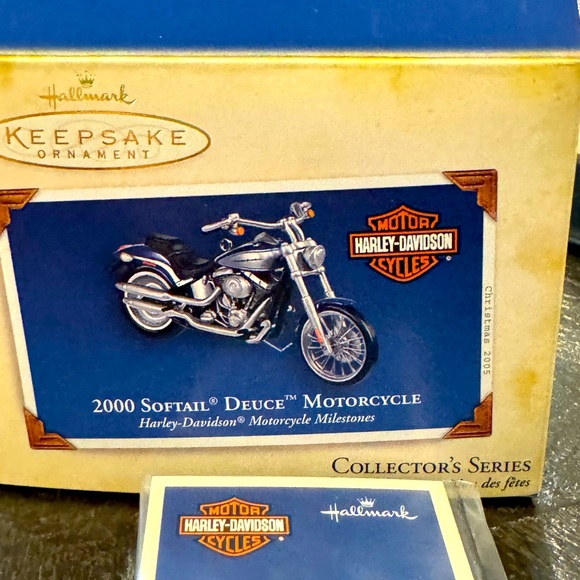 Hallmark
KEEPSAKE
ORNAMENT
MOTOR
HARLEY-DAVIDSON
CYCLES
Christmas 2005
2000 SOFTAIL® DEUCE™ MOTORCYCLE
Harley-Davidson® Motorcycle Milestones
COLLECTOR'S SERIES
des fêtes
MOTOR
HARLEY-DAVIDSON
CYCLES
Hallmark